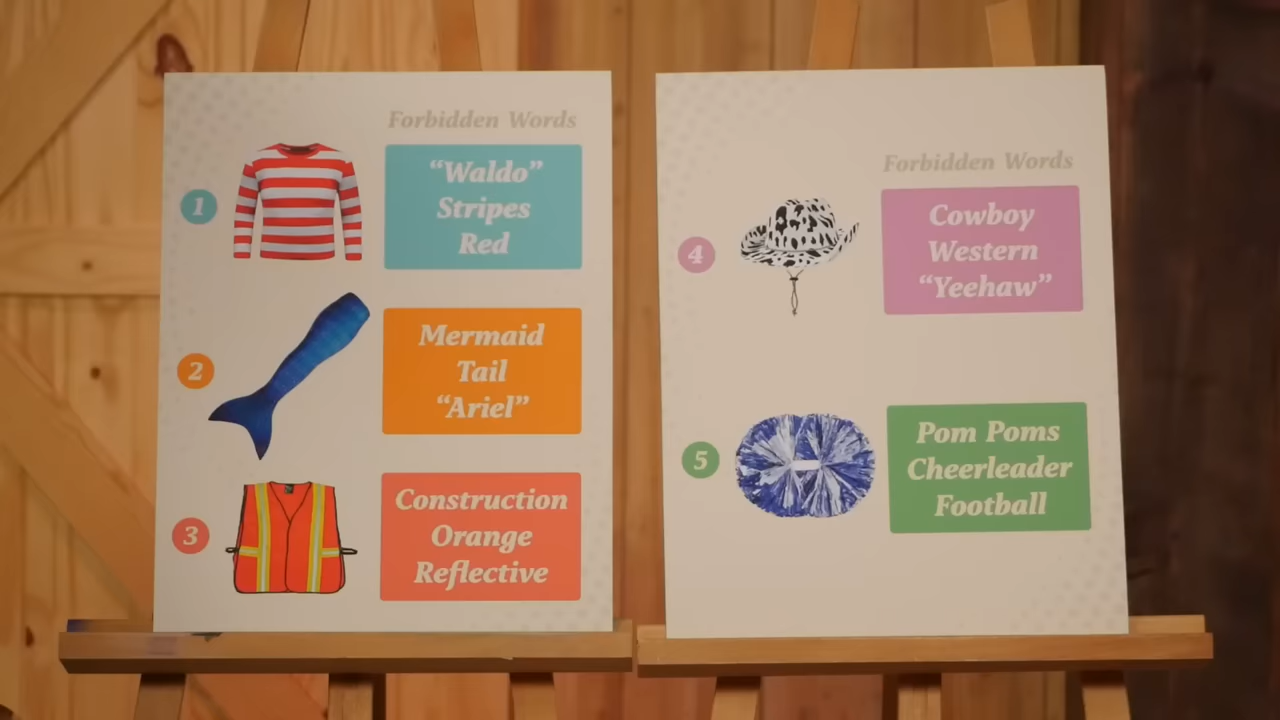 Forbidden Words
1
“Waldo”
Stripes
Red
2
Mermaid
Tail
“Ariel”
3
Construction
Orange
Reflective
Forbidden Words
4
Cowboy
Western
“Yeehaw”
5
Pom Poms
Cheerleader
Football